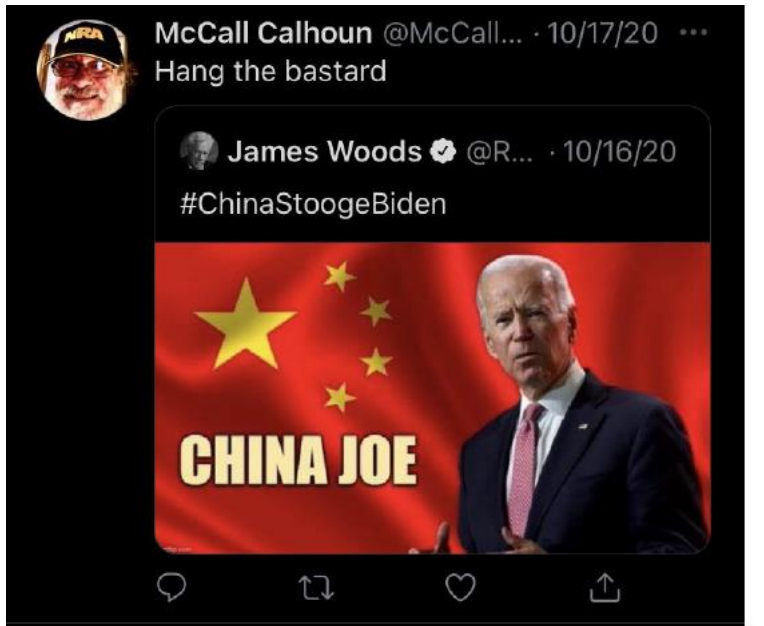 NRA
McCall Calhoun @McCall... · 10/17/20 ...
Hang the bastard
James Woods @R... · 10/16/20
#ChinaStoogeBiden
CHINA JOE